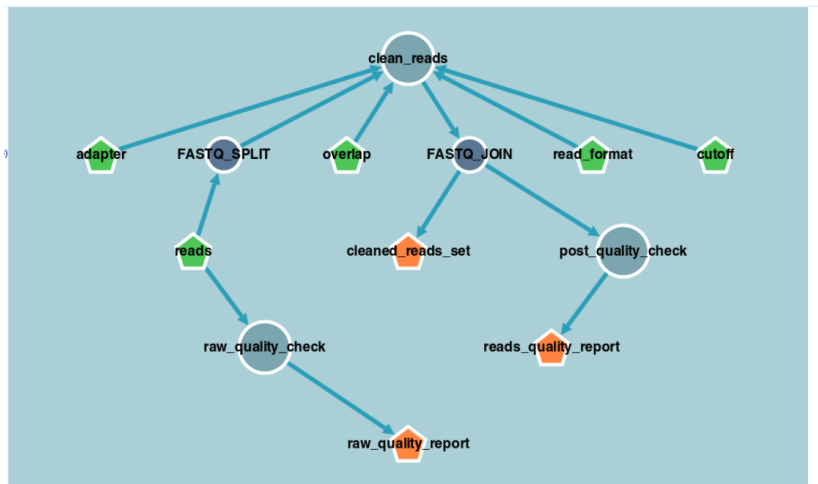 clean_reads
adapter
FASTQ_SPLIT
overlap
FASTQ_JOIN
read_format
cutoff
reads
cleaned_reads_set
post_quality_check
raw_quality_check
reads_quality_report
raw_quality_report